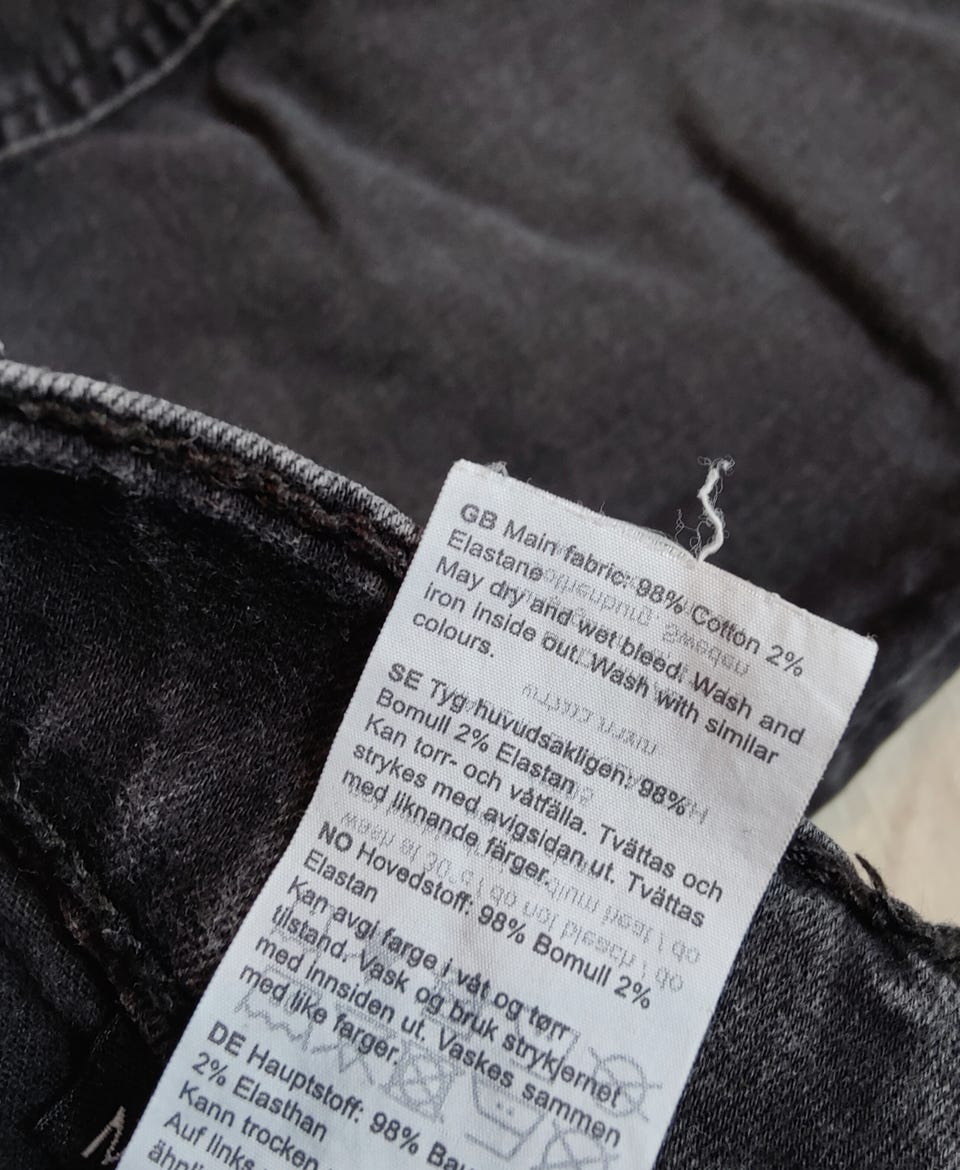 GB Main fabric: 98% Cotton 2%
Elastane
May dry and wet bleed. Wash and
iron inside out. Wash with similar
colours.
SE Tyg huvudsakligen: 98%
Bomull 2% Elastan
Kan torr- och våtfälla. Tvättas och
strykes med avigsidan ut. Tvättas
med liknande färger.
NO Hovedstoff: 98% Bomull 2%
Elastan
Kan avgi farge i våt og tørr
tilstand. Vask og bruk strykjernet
med innsiden ut. Vaskes sammen
med like farger.
DE Hauptstoff: 98% Bau
2% Elasthan
Kann trocken
Auf links
ähnli